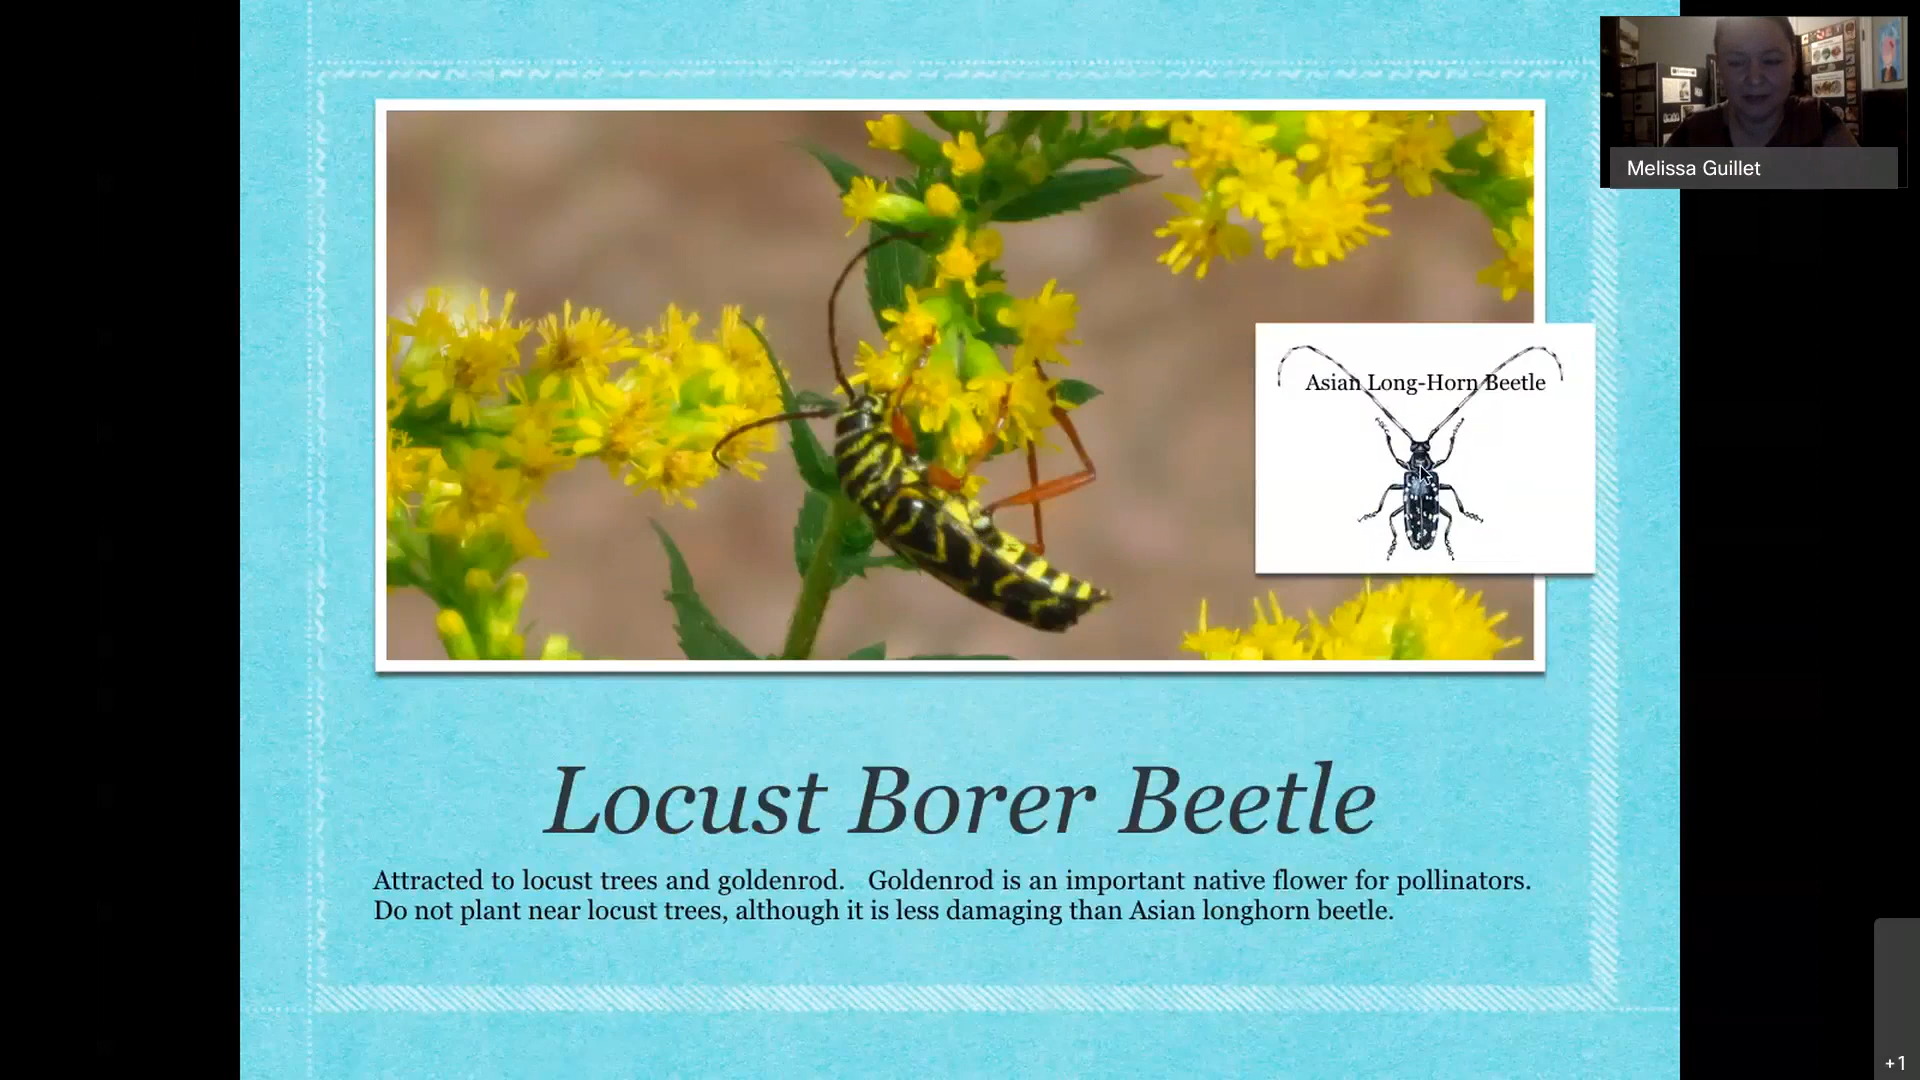 Melissa Guillet
Asian Long-Horn Beetle
Locust Borer Beetle
Attracted to locust trees and goldenrod. Goldenrod is an important native flower for pollinators.
Do not plant near locust trees, although it is less damaging than Asian longhorn beetle.
+1